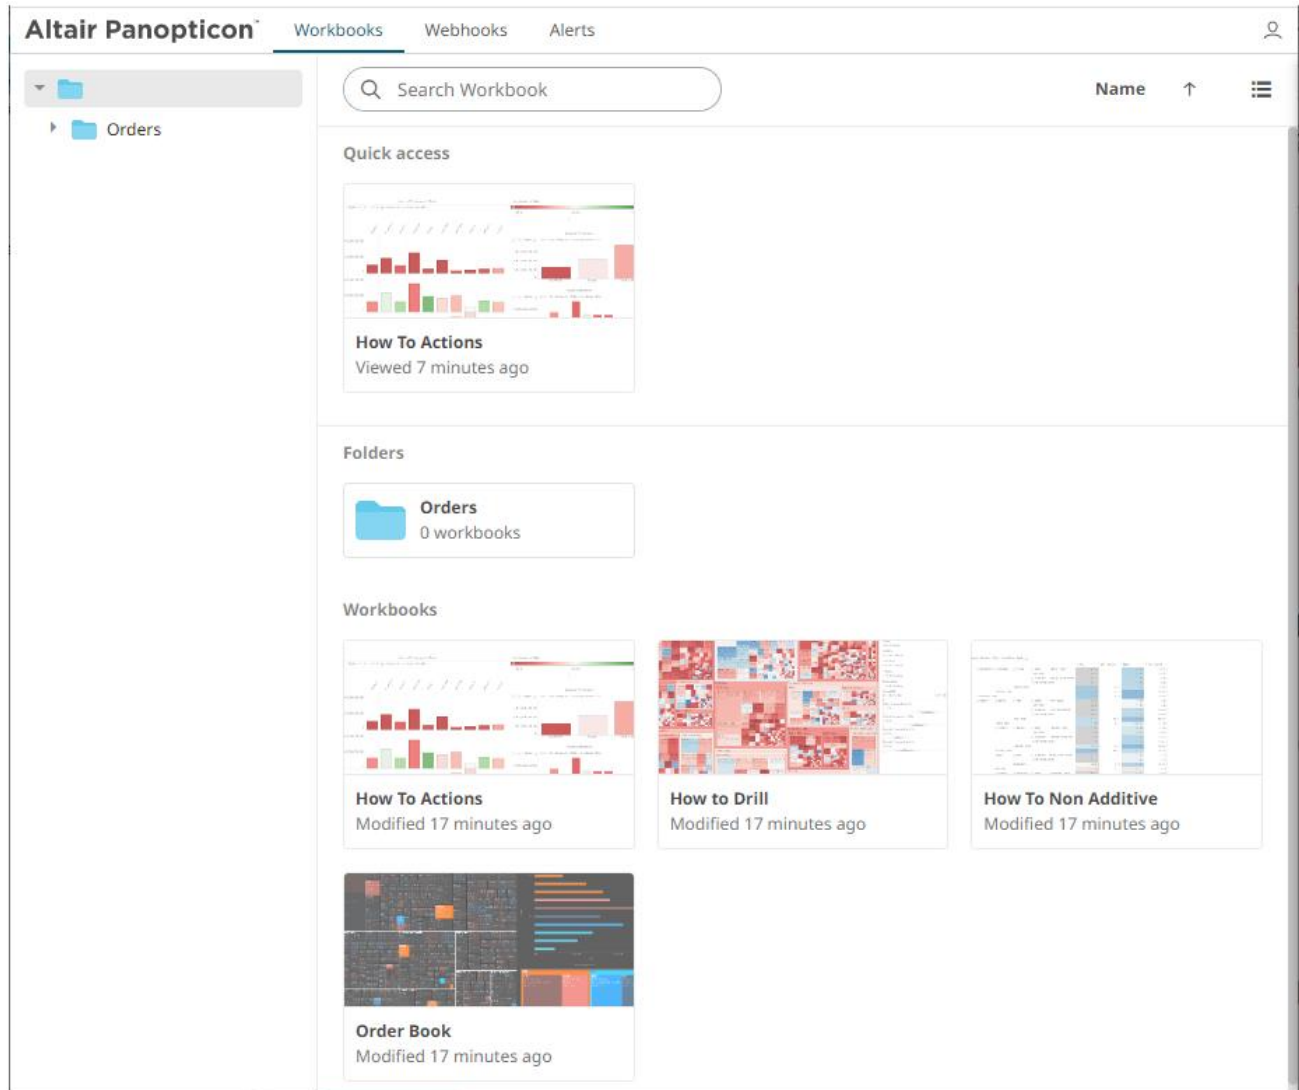 Altair Panopticon™
Workbooks
Webhooks
Alerts
Orders
Search Workbook
Name
Quick access
How To Actions
Viewed 7 minutes ago
Folders
Orders
0 workbooks
Workbooks
How To Actions
Modified 17 minutes ago
How to Drill
Modified 17 minutes ago
How To Non Additive
Modified 17 minutes ago
Order Book
Modified 17 minutes ago